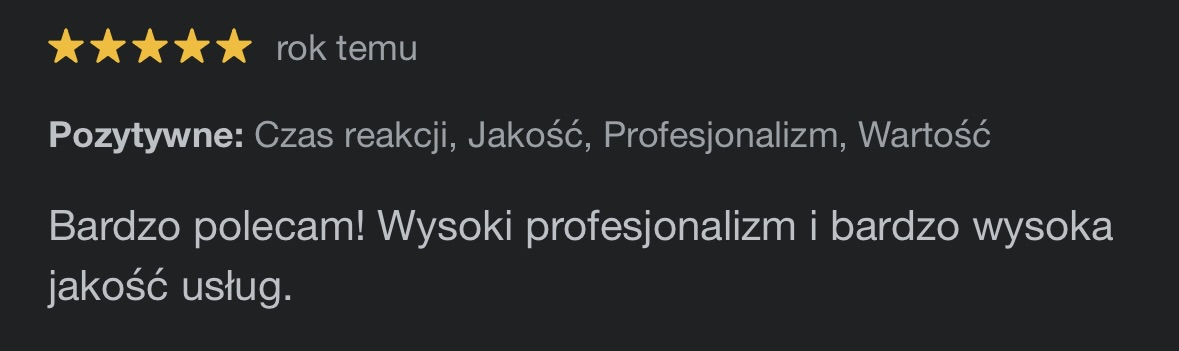 rok temu
Pozytywne: Czas reakcji, Jakość, Profesjonalizm, Wartość
Bardzo polecam! Wysoki profesjonalizm i bardzo wysoka
jakość usług.